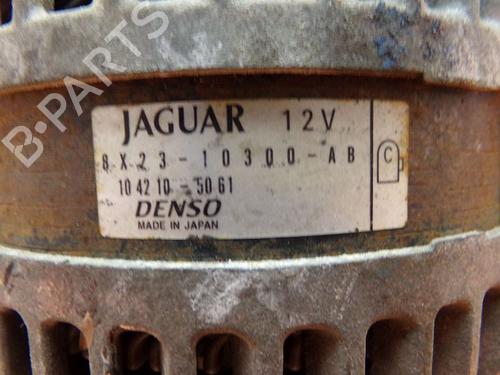 JAGUAR 12V
8X23-10300-AB
C
104210-5061
DENSO
MADE IN JAPAN
B-Parts